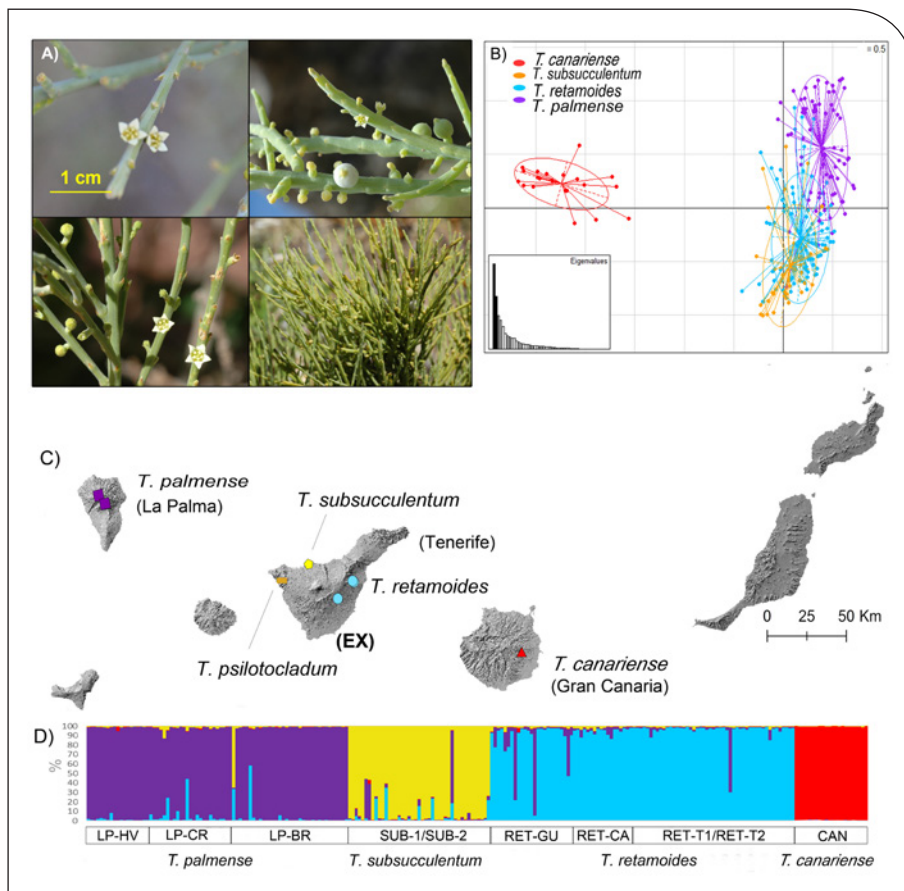 A)
1 cm
B)
= 0.5
T. canariense
T. subsucculentum
T. retamoides
T. palmense
Eigenvalues
C)
T. palmense
(La Palma)
T. subsucculentum
(Tenerife)
T. retamoides
(EX)
T. psilotocladum
T. canariense
(Gran Canaria)
0 25 50 Km
D)
100
90
80
70
60
50
40
30
20
10
0
%
LP-HV LP-CR LP-BR SUB-1/SUB-2 RET-GU RET-CA RET-T1/RET-T2 CAN
T. palmense T. subsucculentum T. retamoides T. canariense